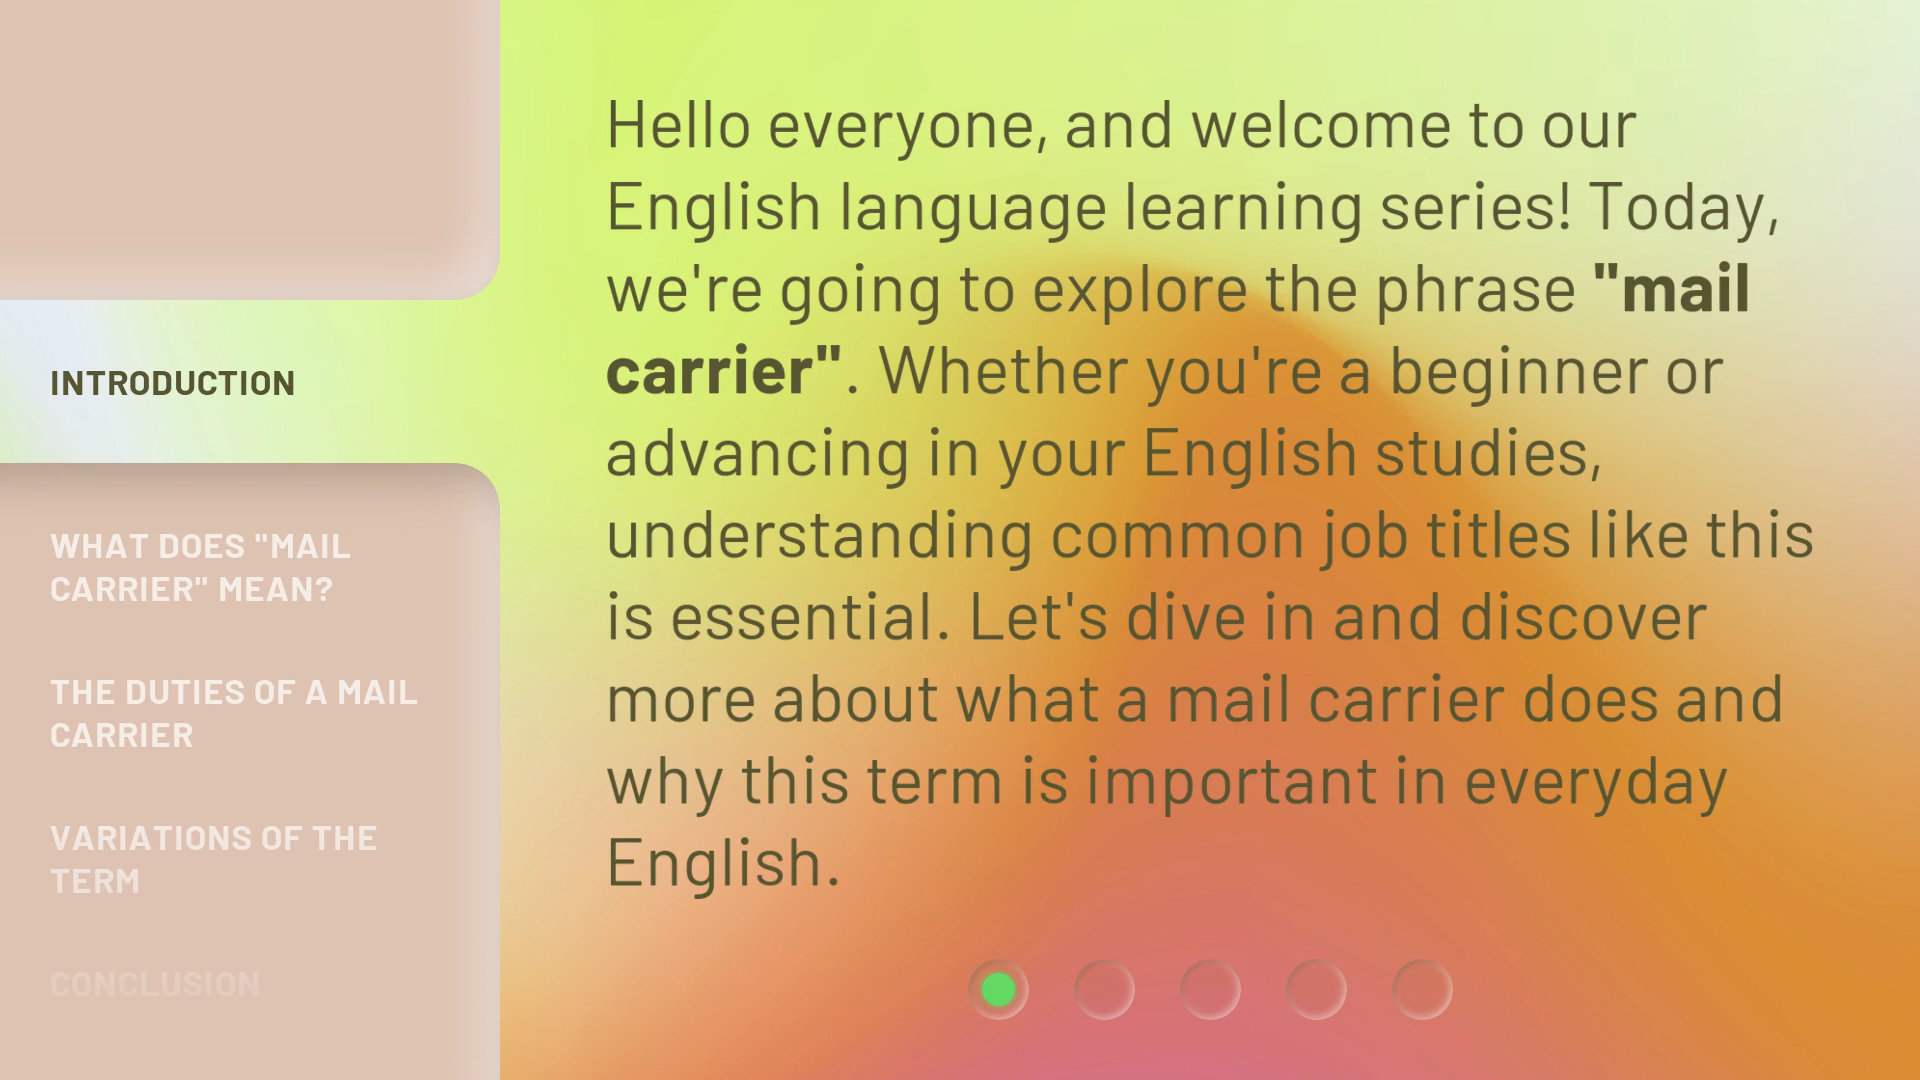 INTRODUCTION
WHAT DOES "MAIL
CARRIER" MEAN?
THE DUTIES OF A MAIL
CARRIER
VARIATIONS OF THE
TERM
CONCLUSION
Hello everyone, and welcome to our
English language learning series! Today,
we're going to explore the phrase "mail
carrier". Whether you're a beginner or
advancing in your English studies,
understanding common job titles like this
is essential. Let's dive in and discover
more about what a mail carrier does and
why this term is important in everyday
English.